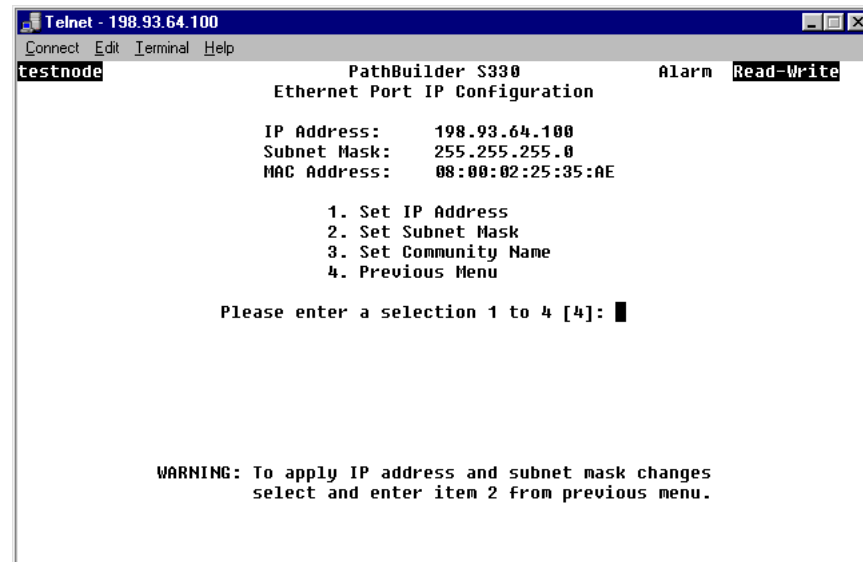 Telnet - 198.93.64.100
Connect Edit Terminal Help
testnode PathBuilder S330 Alarm Read-Write
Ethernet Port IP Configuration
IP Address: 198.93.64.100
Subnet Mask: 255.255.255.0
MAC Address: 08:00:02:25:35:AE
1. Set IP Address
2. Set Subnet Mask
3. Set Community Name
4. Previous Menu
Please enter a selection 1 to 4 [4]:
WARNING: To apply IP address and subnet mask changes
select and enter item 2 from previous menu.